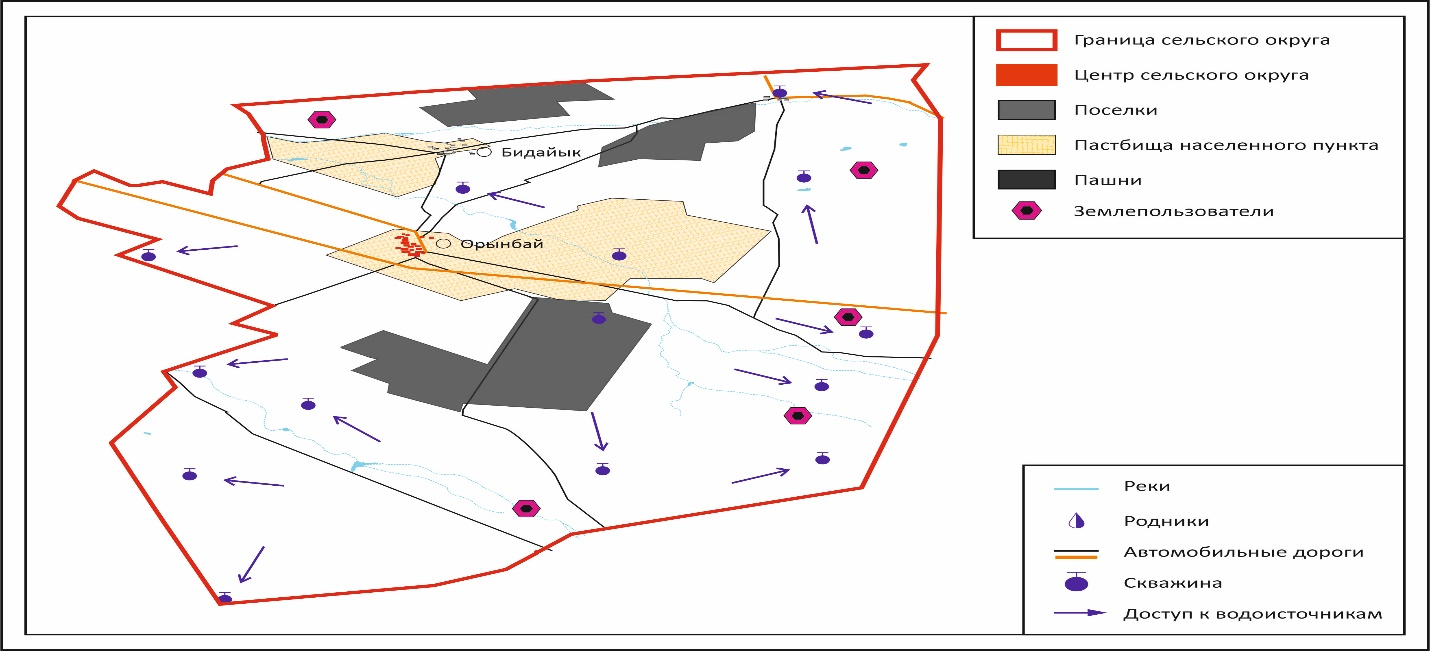 Граница сельского округа
Центр сельского округа
Поселки
Пастбища населенного пункта
Пашни
Землепользователи
Бидайык
Орынбай
Реки
Родники
Автомобильные дороги
Скважина
Доступ к водоисточникам